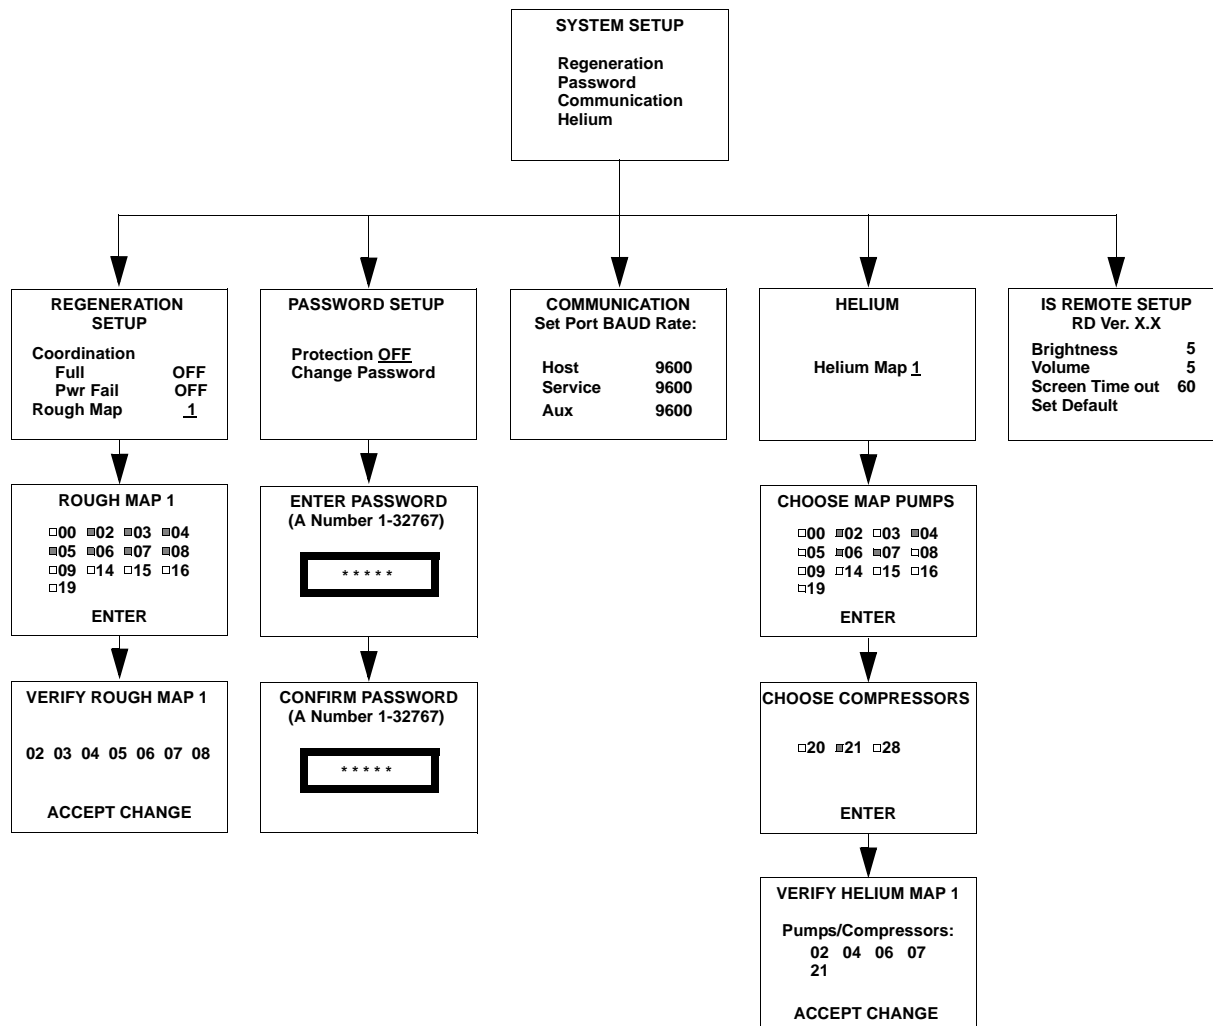 SYSTEM SETUP
Regeneration
Password
Communication
Helium
REGENERATION
SETUP
Coordination
Full OFF
Pwr Fail OFF
Rough Map 1
PASSWORD SETUP
Protection OFF
Change Password
COMMUNICATION
Set Port BAUD Rate:
Host 9600
Service 9600
Aux 9600
HELIUM
Helium Map 1
IS REMOTE SETUP
RD Ver. X.X
Brightness 5
Volume 5
Screen Time out 60
Set Default
ROUGH MAP 1
00 02 03 04
05 06 07 08
09 14 15 16
19
ENTER
ENTER PASSWORD
(A Number 1-32767)
* * * * *
CHOOSE MAP PUMPS
00 02 03 04
05 06 07 08
09 14 15 16
19
ENTER
VERIFY ROUGH MAP 1
02 03 04 05 06 07 08
ACCEPT CHANGE
CONFIRM PASSWORD
(A Number 1-32767)
* * * * *
CHOOSE COMPRESSORS
20 21 28
ENTER
VERIFY HELIUM MAP 1
Pumps/Compressors:
02 04 06 07
21
ACCEPT CHANGE